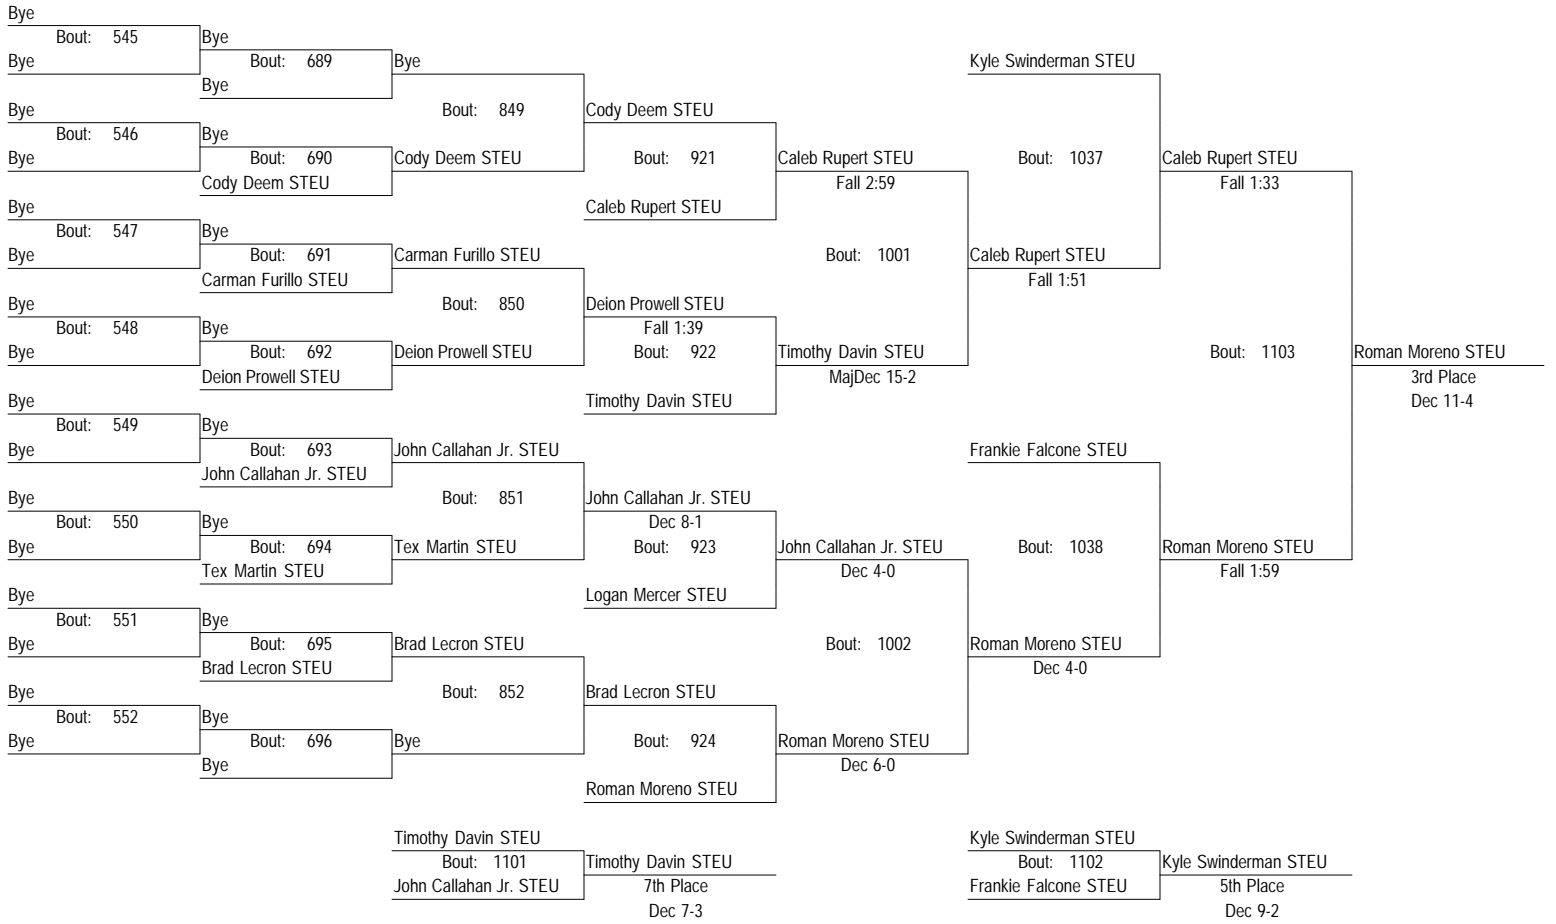 Bye
Bout: 545 Bye
Bye Bout: 689 Bye Kyle Swinderman STEU
Bye
Bye Bout: 849 Cody Deem STEU
Bout: 546 Bye
Bye Bout: 690 Cody Deem STEU Bout: 921 Caleb Rupert STEU Bout: 1037 Caleb Rupert STEU
Cody Deem STEU Fall 2:59 Fall 1:33
Bye Caleb Rupert STEU
Bout: 547 Bye
Bye Bout: 691 Carman Furillo STEU Bout: 1001 Caleb Rupert STEU
Carman Furillo STEU Fall 1:51
Bye Bout: 850 Deion Prowell STEU
Bout: 548 Bye Fall 1:39
Bye Bout: 692 Deion Prowell STEU Bout: 922 Timothy Davin STEU Bout: 1103 Roman Moreno STEU
Deion Prowell STEU MajDec 15-2 3rd Place
Bye Timothy Davin STEU Dec 11-4
Bout: 549 Bye
Bye Bout: 693 John Callahan Jr. STEU Frankie Falcone STEU
John Callahan Jr. STEU
Bye Bout: 851 John Callahan Jr. STEU
Bout: 550 Bye Dec 8-1
Bye Bout: 694 Tex Martin STEU Bout: 923 John Callahan Jr. STEU Bout: 1038 Roman Moreno STEU
Tex Martin STEU Dec 4-0 Fall 1:59
Bye Logan Mercer STEU
Bout: 551 Bye
Bye Bout: 695 Brad Lecron STEU Bout: 1002 Roman Moreno STEU
Brad Lecron STEU Dec 4-0
Bye Bout: 852 Brad Lecron STEU
Bout: 552 Bye
Bye Bout: 696 Bye Bout: 924 Roman Moreno STEU
Bye Dec 6-0
Roman Moreno STEU
Timothy Davin STEU Kyle Swinderman STEU
Bout: 1101 Timothy Davin STEU Bout: 1102 Kyle Swinderman STEU
John Callahan Jr. STEU 7th Place Frankie Falcone STEU 5th Place
Dec 7-3 Dec 9-2